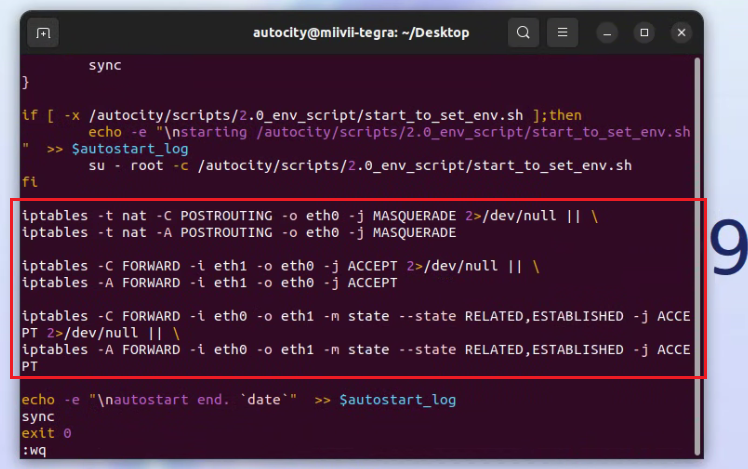 autocity@miivii-tegra: ~/Desktop
sync
}
if [ -x /autocity/scripts/2.0_env_script/start_to_set_env.sh ];then
echo -e "\nstarting /autocity/scripts/2.0_env_script/start_to_set_env.sh
"  >> $autostart_log
su - root -c /autocity/scripts/2.0_env_script/start_to_set_env.sh
fi
iptables -t nat -C POSTROUTING -o eth0 -j MASQUERADE 2>/dev/null || \
iptables -t nat -A POSTROUTING -o eth0 -j MASQUERADE
iptables -C FORWARD -i eth1 -o eth0 -j ACCEPT 2>/dev/null || \
iptables -A FORWARD -i eth1 -o eth0 -j ACCEPT
iptables -C FORWARD -i eth0 -o eth1 -m state --state RELATED,ESTABLISHED -j ACCE
PT 2>/dev/null || \
iptables -A FORWARD -i eth0 -o eth1 -m state --state RELATED,ESTABLISHED -j ACCE
PT
echo -e "\nautostart end. `date`"  >> $autostart_log
sync
exit 0
:wq
9